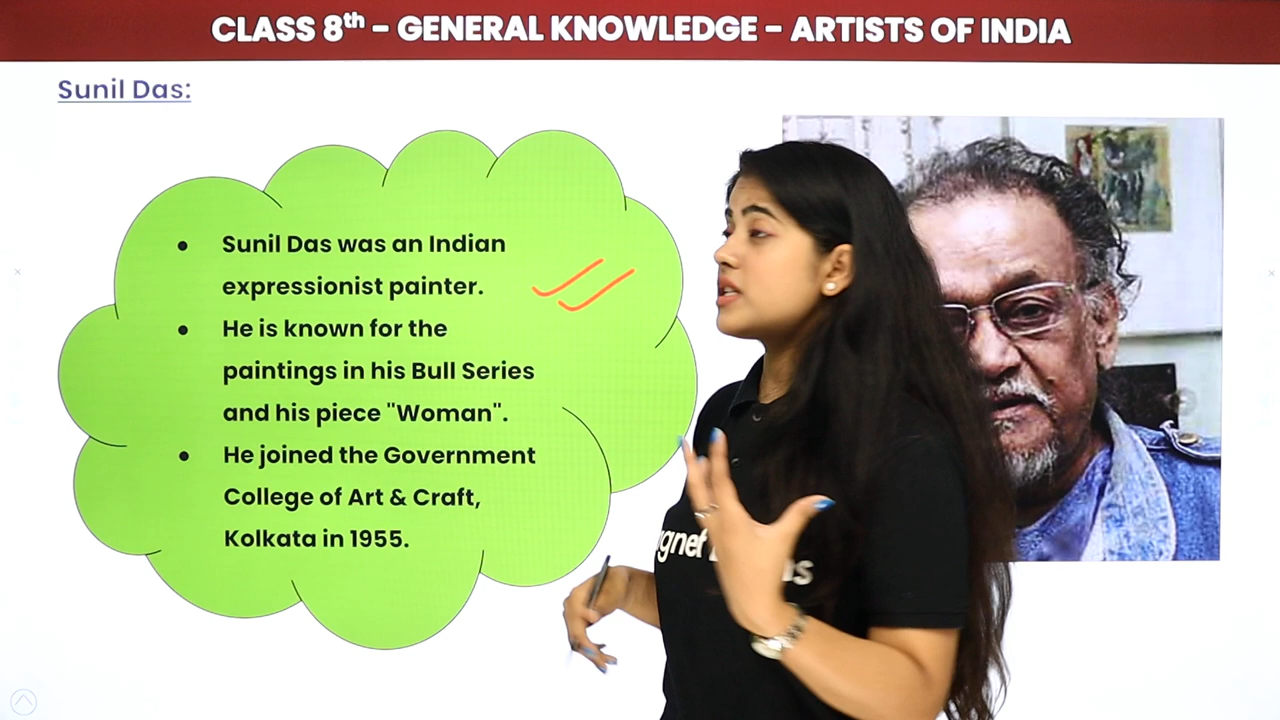 CLASS 8th – GENERAL KNOWLEDGE – ARTISTS OF INDIA
Sunil Das:
• Sunil Das was an Indian
expressionist painter.
• He is known for the
paintings in his Bull Series
and his piece "Woman".
• He joined the Government
College of Art & Craft,
Kolkata in 1955.